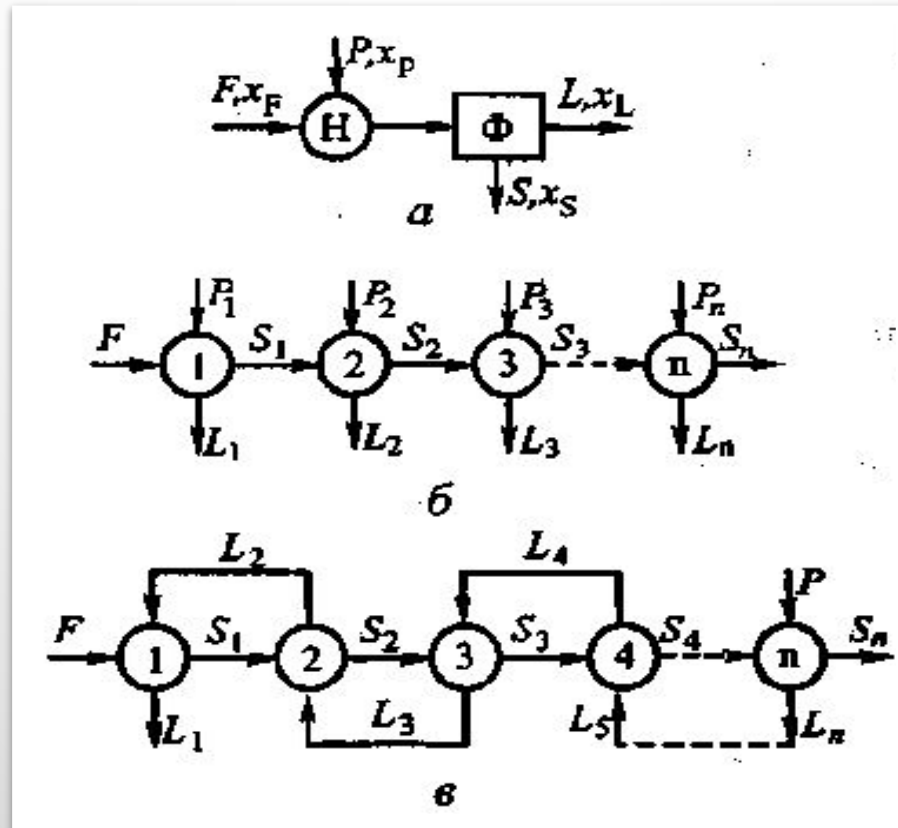 P, x_P
F, x_F Н Ф L, x_L
S, x_S
а
P_1 P_2 P_3 P_n
F 1 S_1 2 S_2 3 S_3 n S_n
L_1 L_2 L_3 L_n
б
L_2 L_4 P
F 1 S_1 2 S_2 3 S_3 4 S_4 n S_n
L_1 L_3 L_5 L_n
в